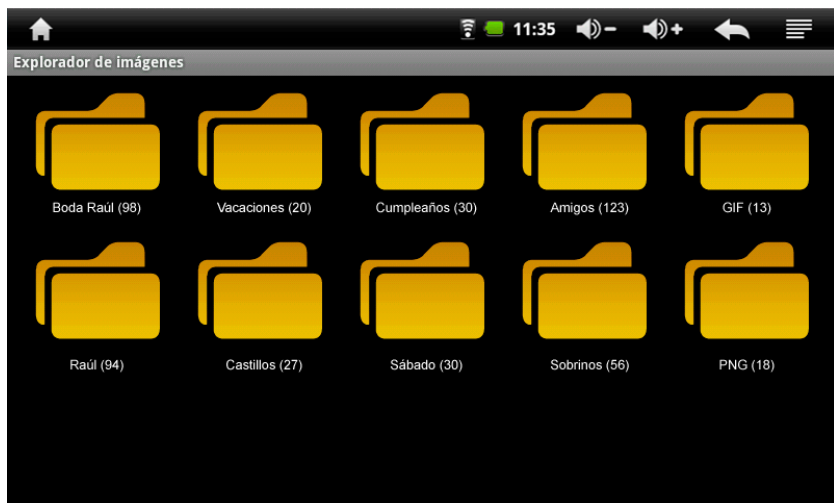 11:35
Explorador de imágenes
Boda Raúl (98) Vacaciones (20) Cumpleaños (30) Amigos (123) GIF (13)
Raúl (94) Castillos (27) Sábado (30) Sobrinos (56) PNG (18)